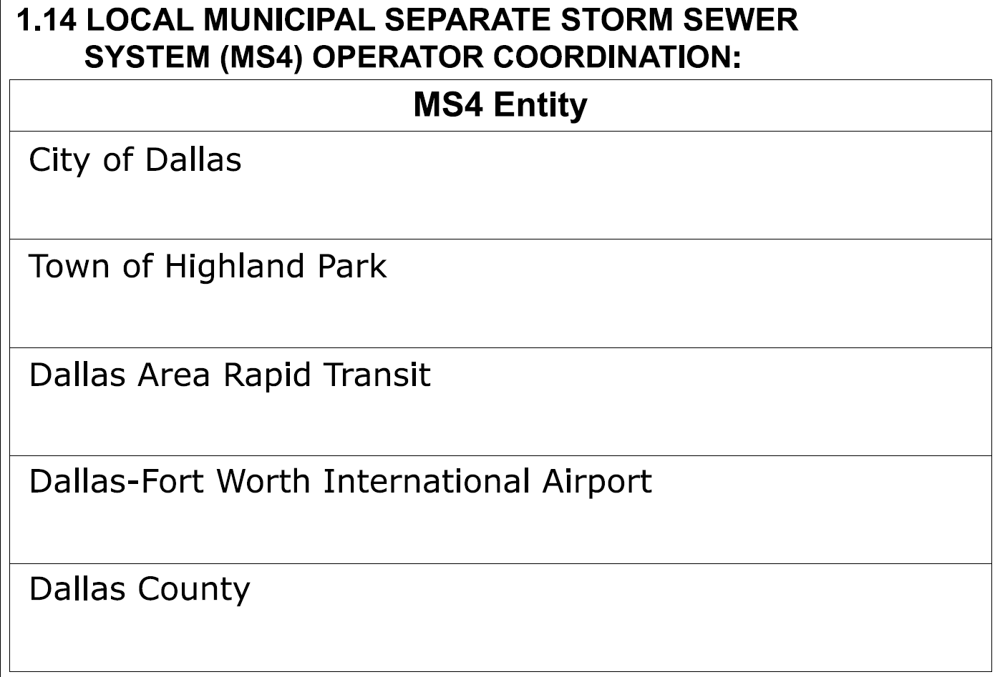 1.14 LOCAL MUNICIPAL SEPARATE STORM SEWER
SYSTEM (MS4) OPERATOR COORDINATION:
MS4 Entity
City of Dallas
Town of Highland Park
Dallas Area Rapid Transit
Dallas-Fort Worth International Airport
Dallas County